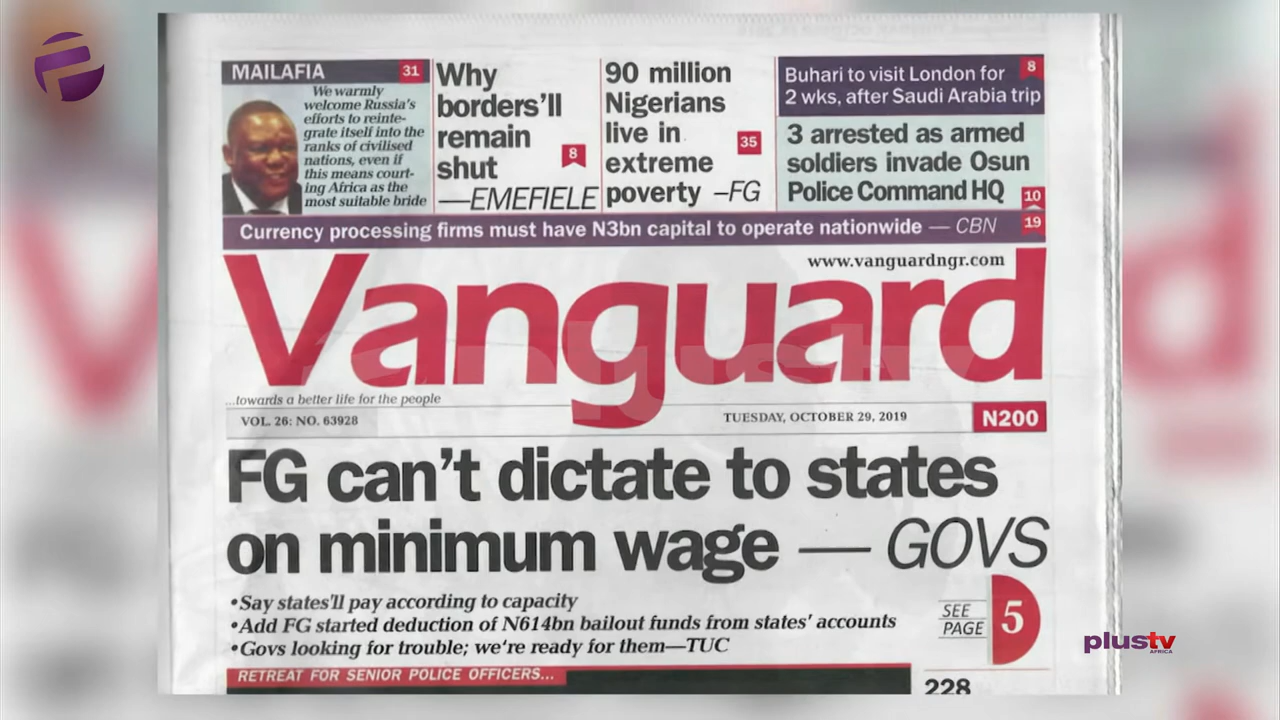 MAILAFIA 31
We warmly
welcome Russia's
efforts to reinte-
grate itself into the
ranks of civilised
nations, even if
this means court-
ing Africa as the
most suitable bride
Why
borders'll
remain
shut 8
—EMEFIELE
90 million
Nigerians
live in
extreme 35
poverty –FG
Buhari to visit London for 8
2 wks, after Saudi Arabia trip
3 arrested as armed
soldiers invade Osun
Police Command HQ 10
Currency processing firms must have N3bn capital to operate nationwide — CBN 19
www.vanguardngr.com
Vanguard
plustv
...towards a better life for the people
VOL. 26: NO. 63928 TUESDAY, OCTOBER 29, 2019 N200
FG can't dictate to states
on minimum wage — GOVS
•Say states'll pay according to capacity
•Add FG started deduction of N614bn bailout funds from states' accounts
•Govs looking for trouble; we're ready for them—TUC
SEE
PAGE 5
RETREAT FOR SENIOR POLICE OFFICERS...
228
plustv
AFRICA